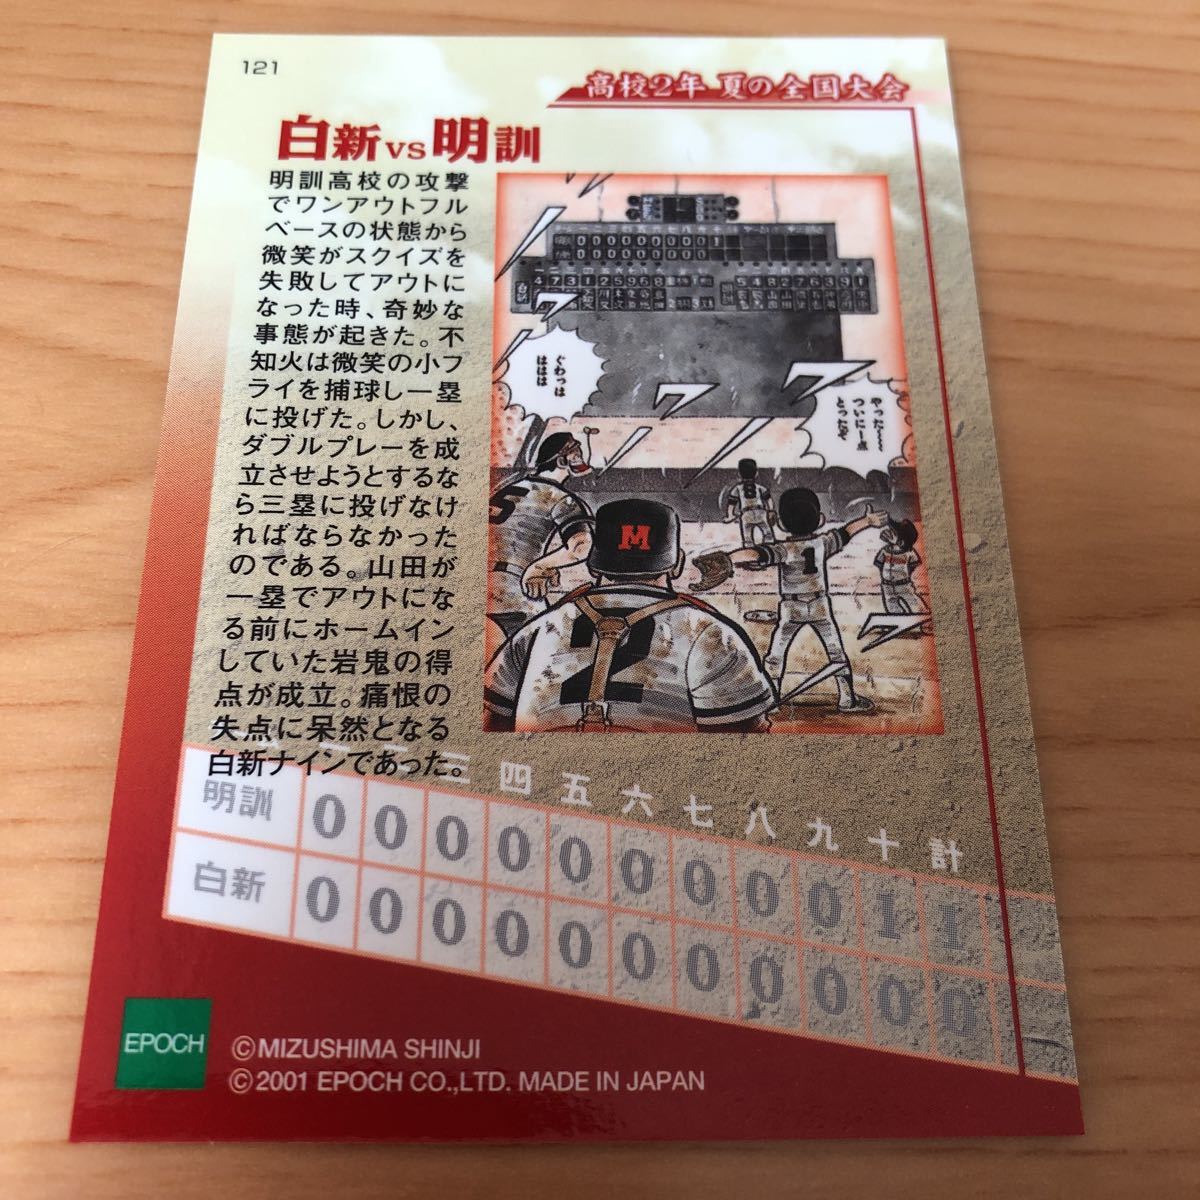 121
高校2年 夏の全国大会
白新vs明訓
明訓高校の攻撃
でワンアウトフル
ベースの状態から
微笑がスクイズを
失敗してアウトに
なった時、奇妙な
事態が起きた。不
知火は微笑の小フ
ライを捕球し一塁
に投げた。しかし、
ダブルプレーを成
立させようとするな
ら三塁に投げなけ
ればならなかった
のである。山田が
一塁でアウトにな
る前にホームイン
していた岩鬼の得
点が成立。痛恨の
失点に呆然となる
白新ナインであった。
ぐわっは
ははは
やった〜〜
ついに一点
とったぞ
ワ
ワ
ワ
ワ
M
2
1
8
5
三 四 五 六 七 八 九 十 計
明訓 0 0 0 0 0 0 0 0 0 1 1
白新 0 0 0 0 0 0 0 0 0 0 0
EPOCH
©MIZUSHIMA SHINJI
©2001 EPOCH CO.,LTD. MADE IN JAPAN